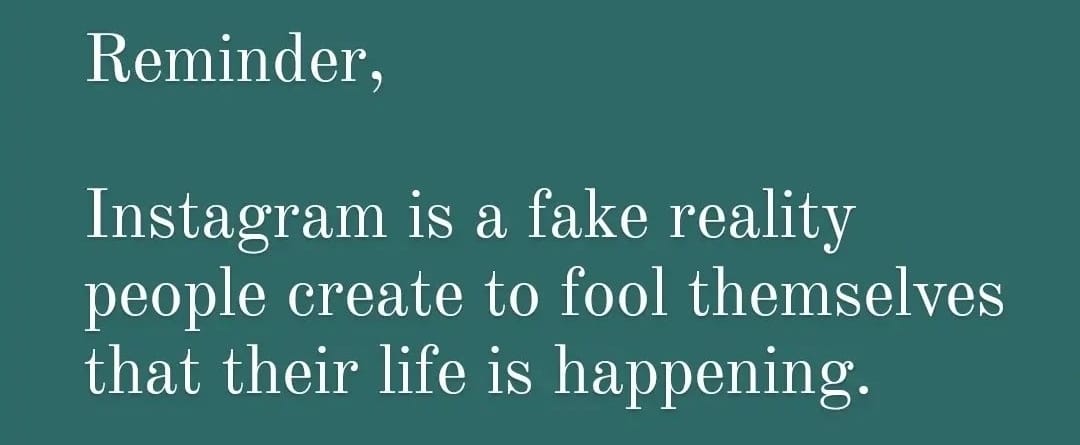 Reminder,
Instagram is a fake reality
people create to fool themselves
that their life is happening.